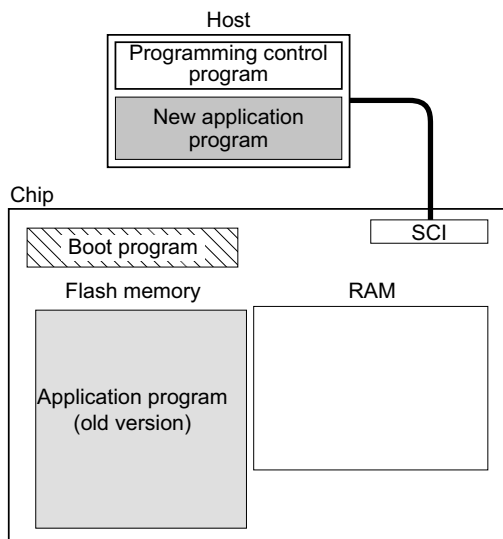 Host
Programming control
program
New application
program
Chip
SCI
Boot program
Flash memory
RAM
Application program
(old version)